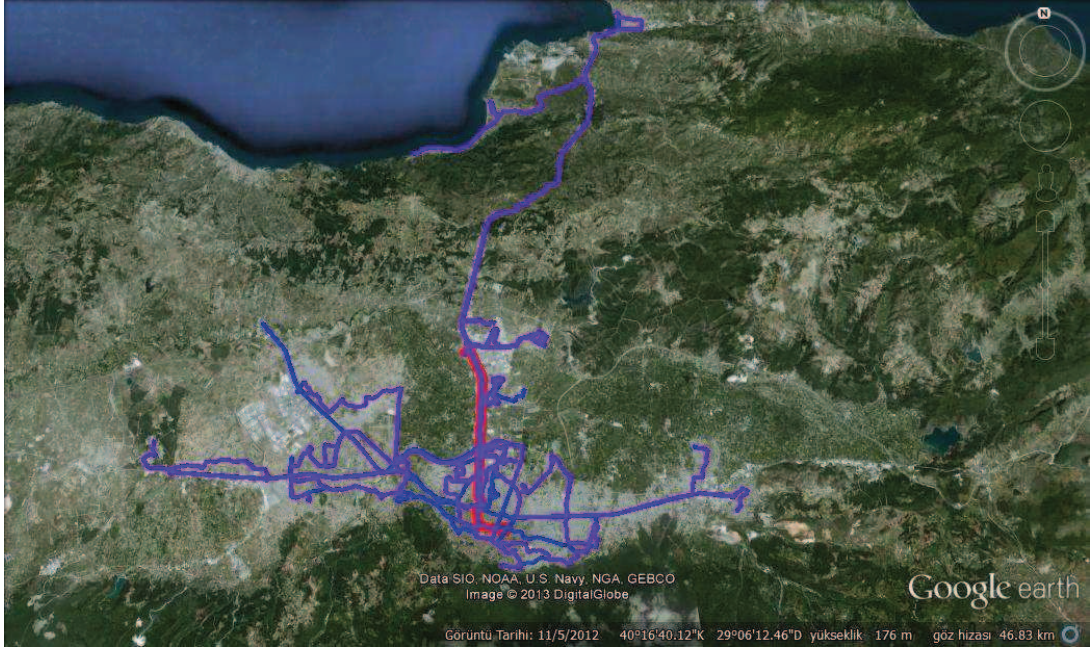 N
Data SIO, NOAA, U.S. Navy, NGA, GEBCO
Image © 2013 DigitalGlobe
Google earth
Görüntü Tarihi: 11/5/2012 40°16'40.12"K 29°06'12.46"D yükseklik 176 m göz hizası 46.83 km